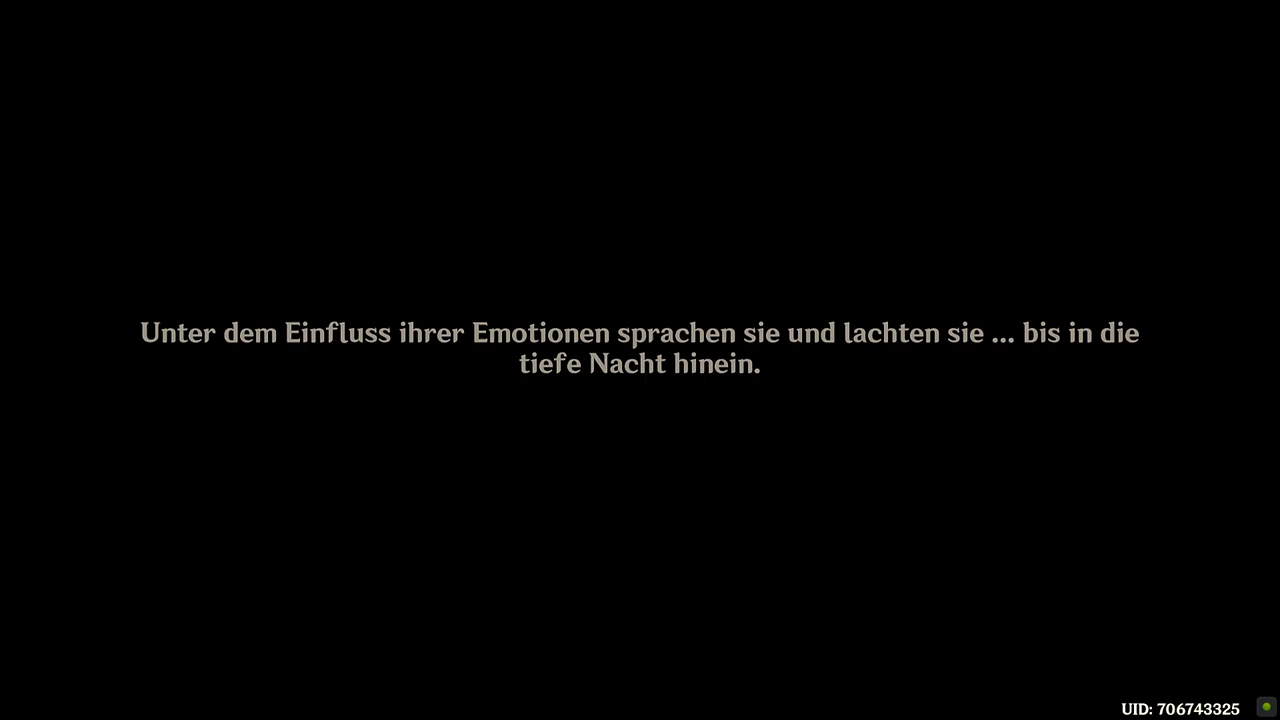 Unter dem Einfluss ihrer Emotionen sprachen sie und lachten sie ... bis in die
tiefe Nacht hinein.
UID: 706743325